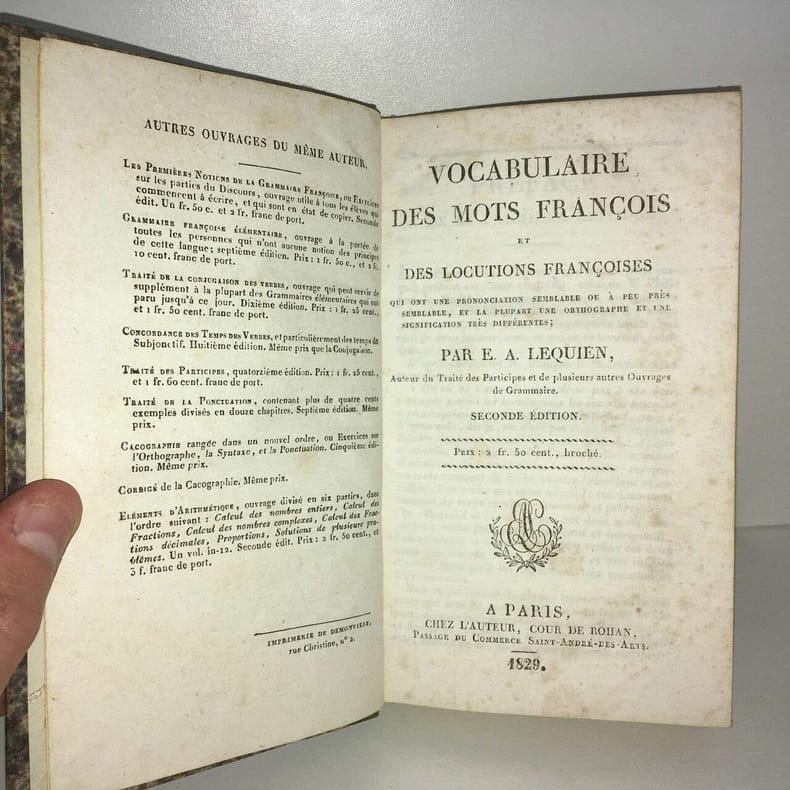 AUTRES OUVRAGES DU MÊME AUTEUR.
LES PREMIÈRES NOTIONS DE LA GRAMMAIRE FRANÇOISE, ou Exercices
sur les parties du Discours, ouvrage utile à tous les élèves qui
commencent à écrire, et qui sont en état de copier. Seconde
édit. Un fr. 50 c. et 2 fr. franc de port.
GRAMMAIRE FRANÇOISE ÉLÉMENTAIRE, ouvrage à la portée de
toutes les personnes qui n'ont aucune notion des principes
de cette langue; septième édition. Prix: 1 fr. 50 c., et 2 fr.
10 cent. franc de port.
TRAITÉ DE LA CONJUGAISON DES VERBES, ouvrage qui peut servir de
supplément à la plupart des Grammaires élémentaires qui ont
paru jusqu'à ce jour. Dixième édition. Prix: 1 fr. 25 cent.,
et 1 fr. 50 cent. franc de port.
CONCORDANCE DES TEMPS DES VERBES, et particulièrement des temps du
Subjonctif. Huitième édition. Même prix que la Conjugaison.
TRAITÉ DES PARTICIPES, quatorzième édition. Prix: 1 fr. 25 cent.,
et 1 fr. 60 cent. franc de port.
TRAITÉ DE LA PONCTUATION, contenant plus de quatre cents
exemples divisés en douze chapitres. Septième édition. Même
prix.
CACOGRAPHIE rangée dans un nouvel ordre, ou Exercices sur
l'Orthographe, la Syntaxe, et la Ponctuation. Cinquième édi-
tion. Même prix.
CORRIGÉ de la Cacographie. Même prix.
ELÉMENTS D'ARITHMÉTIQUE, ouvrage divisé en six parties, dans
l'ordre suivant: Calcul des nombres entiers, Calcul des
Fractions, Calcul des nombres complexes, Calcul des Frac-
tions décimales, Proportions, Solutions de plusieurs pro-
blêmes. Un vol. in-12. Seconde édit. Prix: 2 fr. 50 cent., et
3 f. franc de port.
IMPRIMERIE DE DEMONVILLE,
rue Christine, n° 2.
VOCABULAIRE
DES MOTS FRANÇOIS
ET
DES LOCUTIONS FRANÇOISES
QUI ONT UNE PRONONCIATION SEMBLABLE OU À PEU PRÈS
SEMBLABLE, ET LA PLUPART UNE ORTHOGRAPHE ET UNE
SIGNIFICATION TRÈS DIFFÉRENTES;
PAR E. A. LEQUIEN,
Auteur du Traité des Participes et de plusieurs autres Ouvrages
de Grammaire.
SECONDE ÉDITION.
PRIX: 2 fr. 50 cent., broché.
A PARIS,
CHEZ L'AUTEUR, COUR DE ROHAN,
PASSAGE DU COMMERCE SAINT-ANDRÉ-DES-ARTS.
1829.